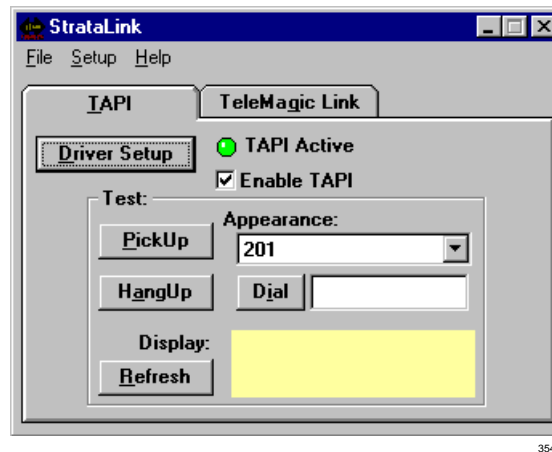 StrataLink
File Setup Help
TAPI TeleMagic Link
Driver Setup TAPI Active
Enable TAPI
Test:
PickUp Appearance:
201
HangUp Dial
Display:
Refresh
354